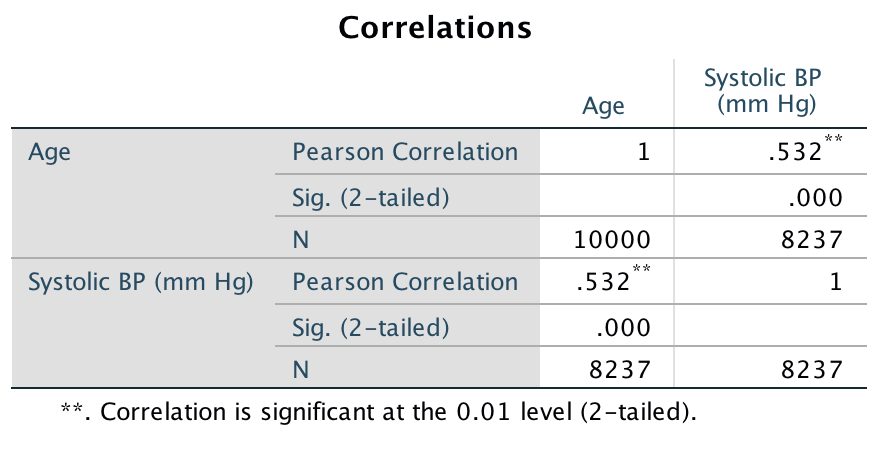 Correlations
Age Systolic BP (mm Hg)
Age Pearson Correlation 1 .532**
Sig. (2-tailed) .000
N 10000 8237
Systolic BP (mm Hg) Pearson Correlation .532** 1
Sig. (2-tailed) .000
N 8237 8237
**. Correlation is significant at the 0.01 level (2-tailed).